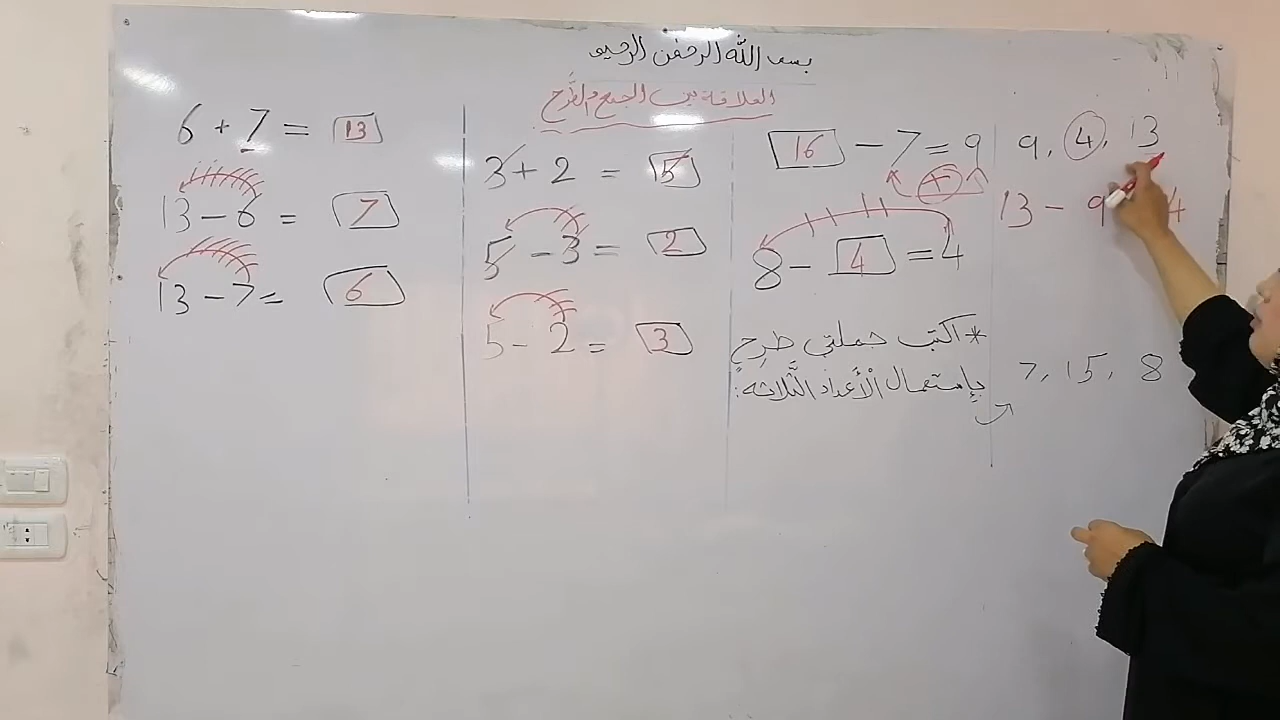 بسم الله الرحمن الرحيم
العلاقة بين الجمع والطرح
6 + 7 = 13
13 - 6 = 7
13 - 7 = 6
3 + 2 = 5
5 - 3 = 2
5 - 2 = 3
16 - 7 = 9
+
8 - 4 = 4
* اكتب جملتي طرح
بإستعمال الأعداد الثلاثه:
9, 4, 13
13 - 9 4
7, 15, 8